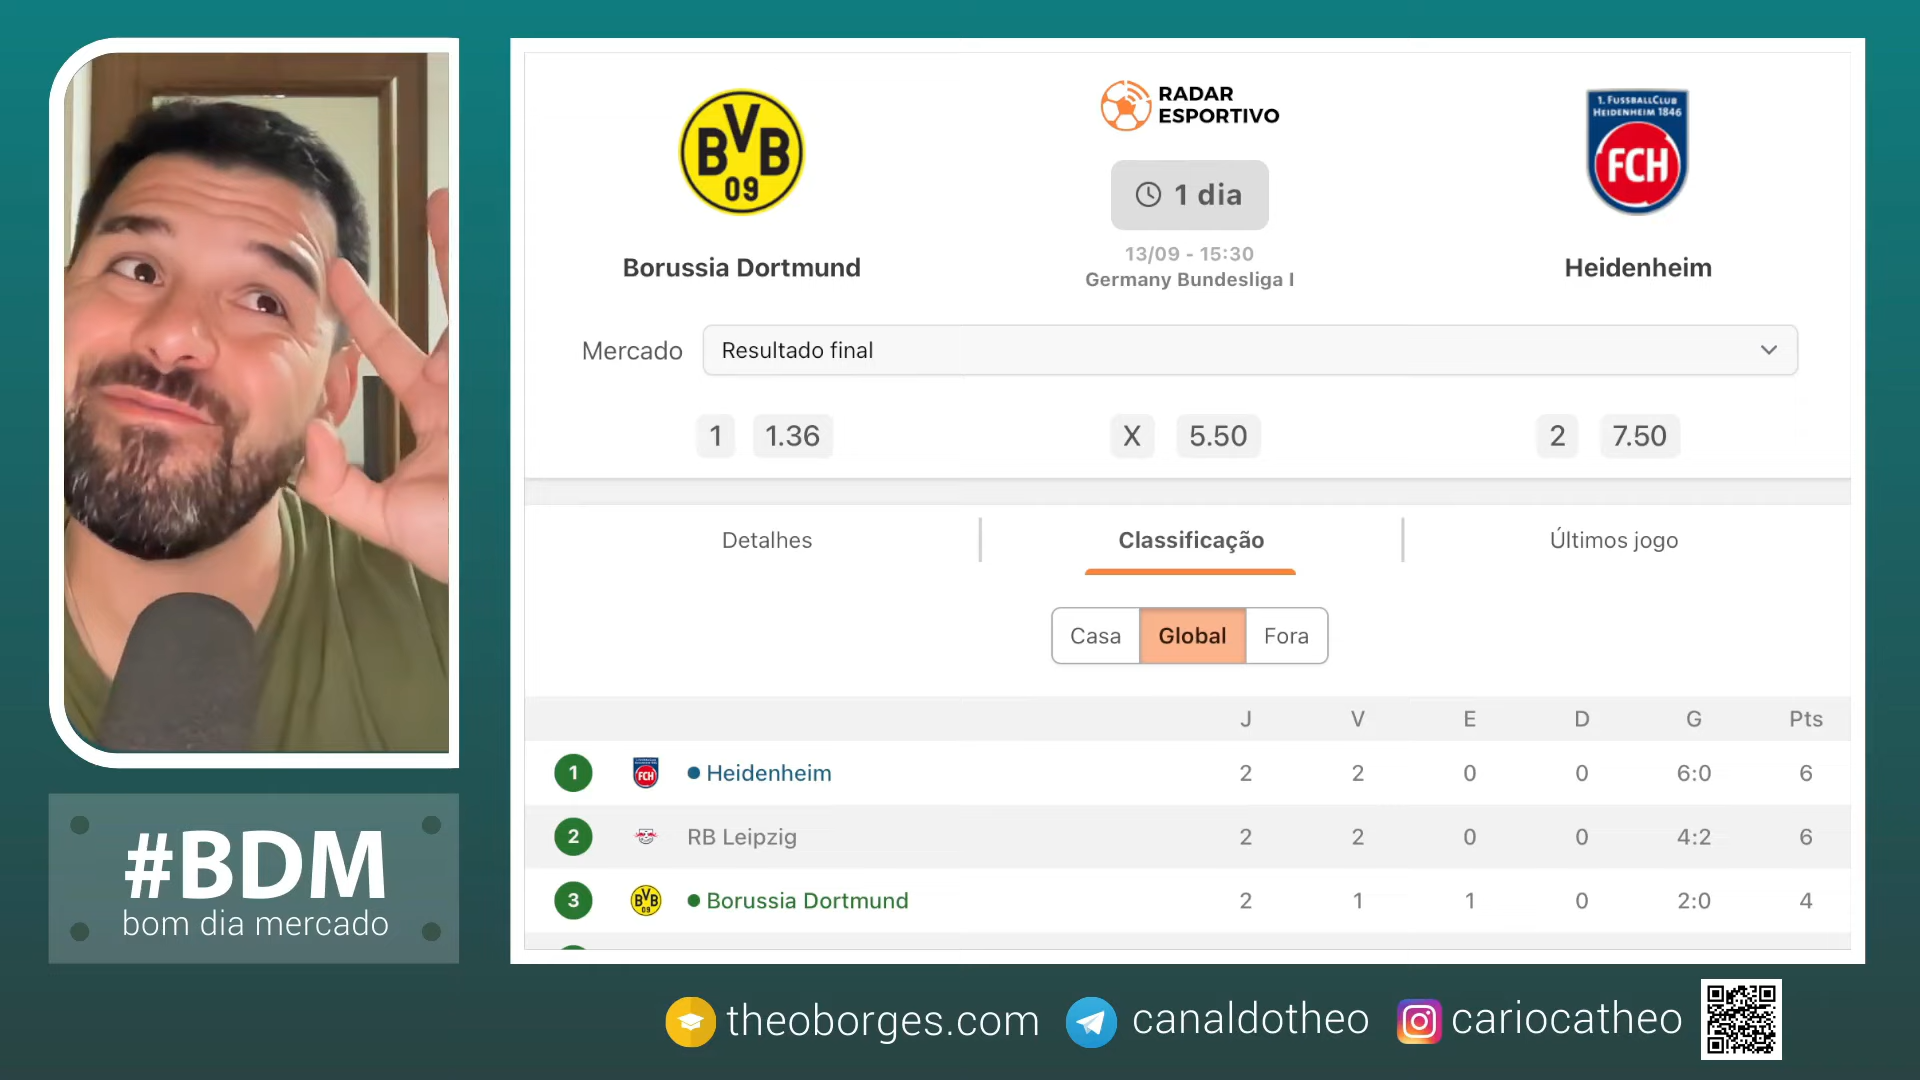 RADAR
ESPORTIVO
BVB
09
1. FUSSBALLCLUB
HEIDENHEIM 1846
FCH
1 dia
13/09 - 15:30
Germany Bundesliga I
Borussia Dortmund
Heidenheim
Mercado
Resultado final
1 1.36 X 5.50 2 7.50
Detalhes Classificação Últimos jogo
Casa Global Fora
J V E D G Pts
1 FCH Heidenheim 2 2 0 0 6:0 6
2 RB Leipzig 2 2 0 0 4:2 6
3 BVB 09 Borussia Dortmund 2 1 1 0 2:0 4
#BDM
bom dia mercado
theoborges.com canaldotheo cariocatheo